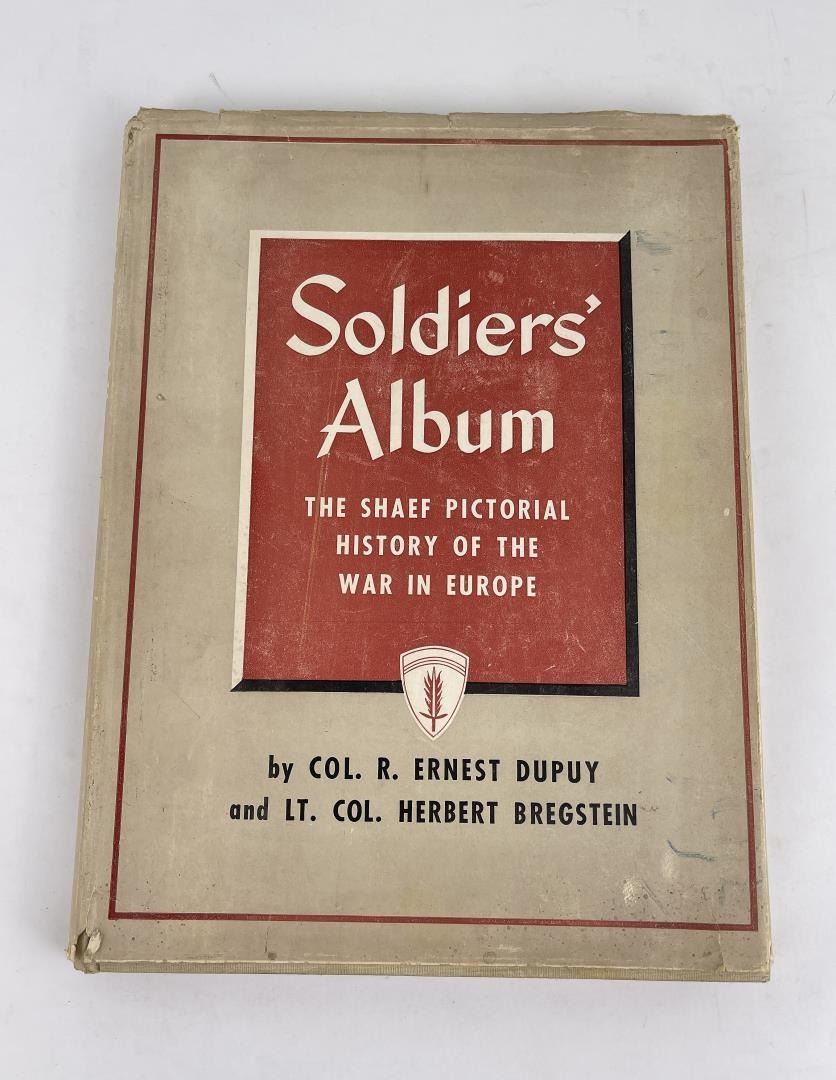 Soldiers’
Album
THE SHAEF PICTORIAL
HISTORY OF THE
WAR IN EUROPE
by COL. R. ERNEST DUPUY
and LT. COL. HERBERT BREGSTEIN